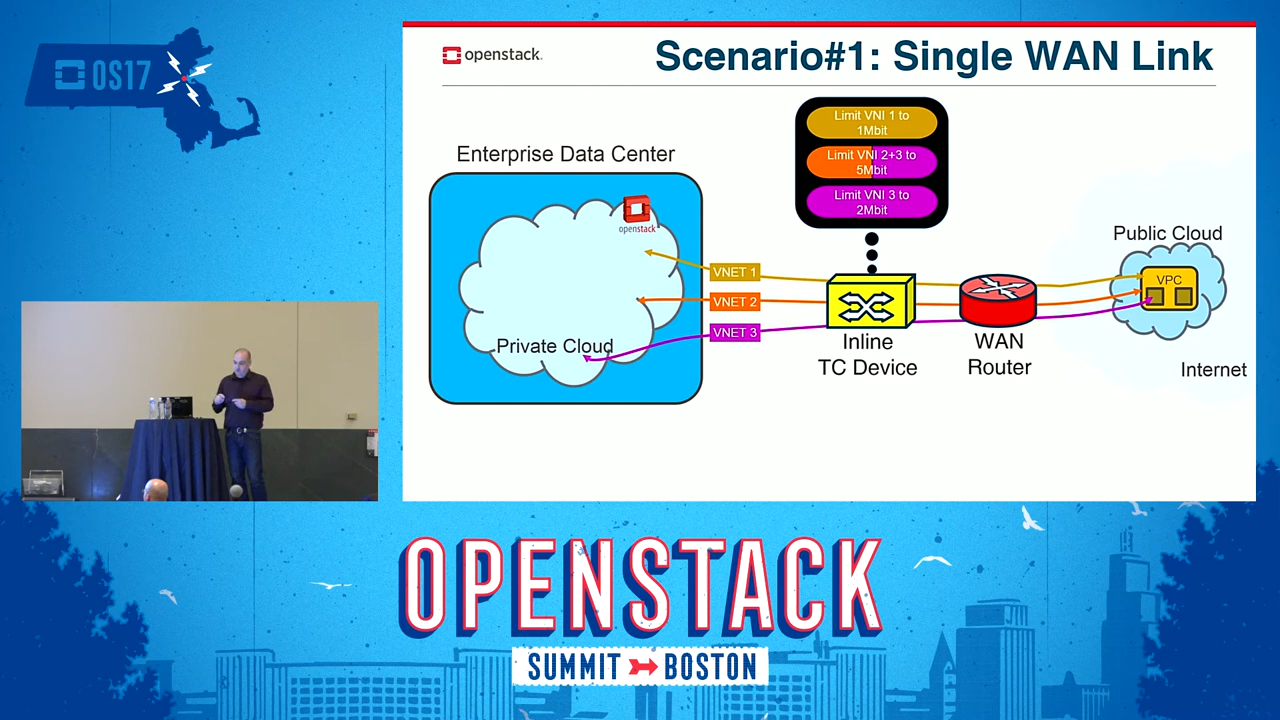 OS17
openstack.
Scenario#1: Single WAN Link
Limit VNI 1 to
1Mbit
Limit VNI 2+3 to
5Mbit
Limit VNI 3 to
2Mbit
Enterprise Data Center
openstack
Public Cloud
VNET 1
VPC
VNET 2
VNET 3
Private Cloud
Inline
TC Device
WAN
Router
Internet
OPENSTACK
SUMMIT BOSTON